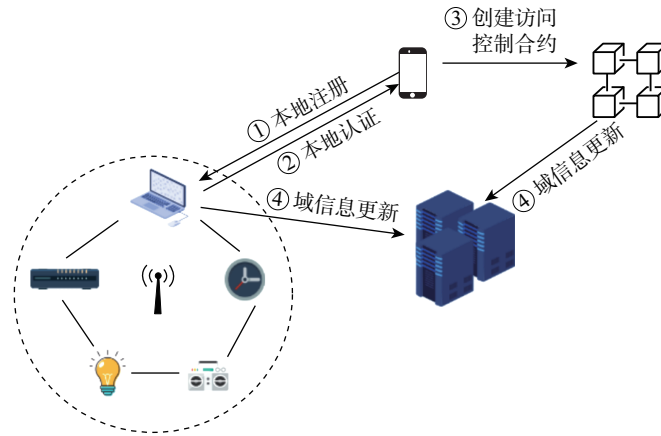 ③ 创建访问
控制合约
① 本地注册
② 本地认证
④ 域信息更新
④ 域信息更新